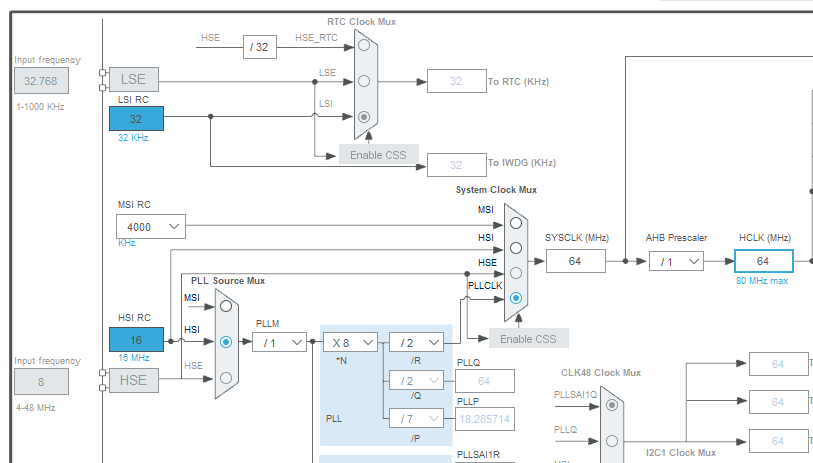 RTC Clock Mux
HSE
/ 32
HSE_RTC
Input frequency
32.768
1-1000 KHz
LSE
LSE
32
To RTC (KHz)
LSI RC
32
32 KHz
LSI
Enable CSS
32
To IWDG (KHz)
System Clock Mux
MSI RC
4000
KHz
MSI
HSI
HSE
PLLCLK
SYSCLK (MHz)
64
AHB Prescaler
/ 1
HCLK (MHz)
64
80 MHz max
PLL Source Mux
MSI
HSI RC
16
16 MHz
HSI
PLLM
/ 1
X 8
*N
/ 2
/R
Enable CSS
Input frequency
8
4-48 MHz
HSE
HSE
/ 2
/Q
PLLQ
64
PLL
/ 7
/P
PLLP
18.285714
PLLSAI1R
CLK48 Clock Mux
PLLSAI1Q
PLLQ
64
64
64
I2C1 Clock Mux